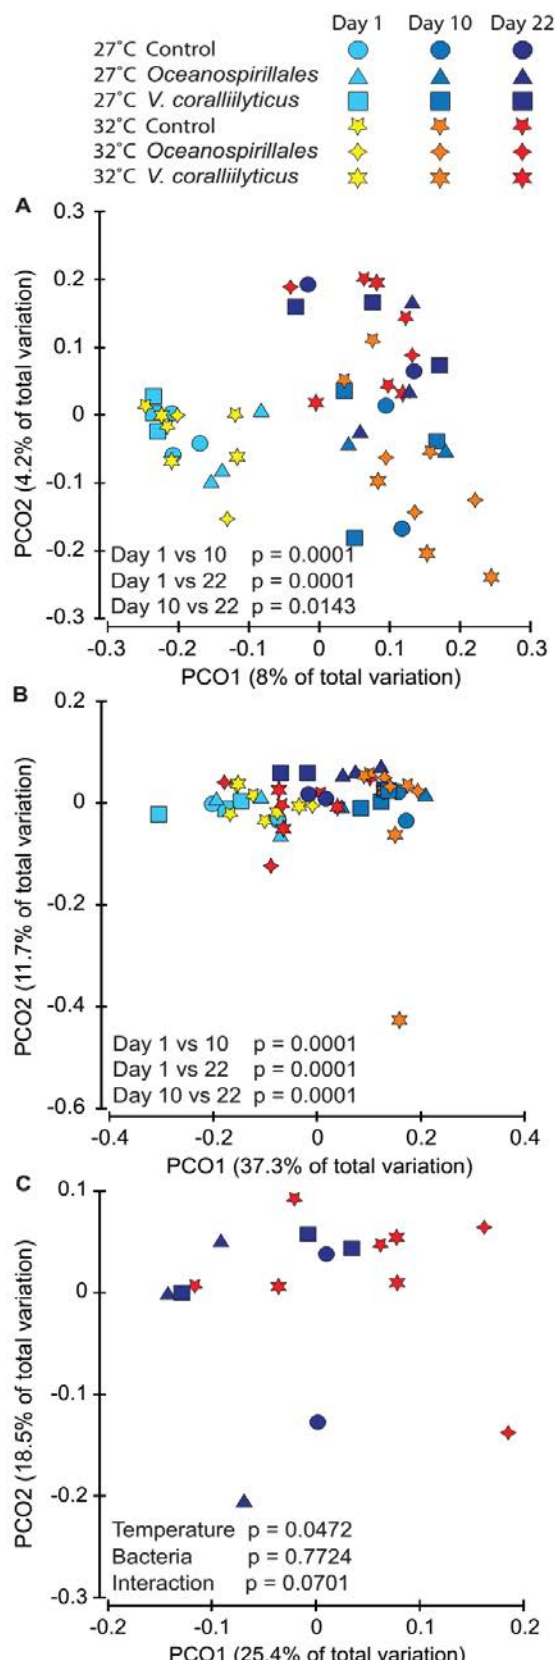 Day 1 Day 10 Day 22
27˚C Control
27˚C Oceanospirillales
27˚C V. coralliilyticus
32˚C Control
32˚C Oceanospirillales
32˚C V. coralliilyticus
A
0.3
0.2
0.1
0
-0.1
-0.2
-0.3
PCO2 (4.2% of total variation)
Day 1 vs 10 p = 0.0001
Day 1 vs 22 p = 0.0001
Day 10 vs 22 p = 0.0143
-0.3 -0.2 -0.1 0 0.1 0.2 0.3
PCO1 (8% of total variation)
B
0.2
0
-0.2
-0.4
-0.6
PCO2 (11.7% of total variation)
Day 1 vs 10 p = 0.0001
Day 1 vs 22 p = 0.0001
Day 10 vs 22 p = 0.0001
-0.4 -0.2 0 0.2 0.4
PCO1 (37.3% of total variation)
C
0.1
0
-0.1
-0.2
-0.3
PCO2 (18.5% of total variation)
Temperature p = 0.0472
Bacteria p = 0.7724
Interaction p = 0.0701
-0.2 -0.1 0 0.1 0.2
PCO1 (25.4% of total variation)